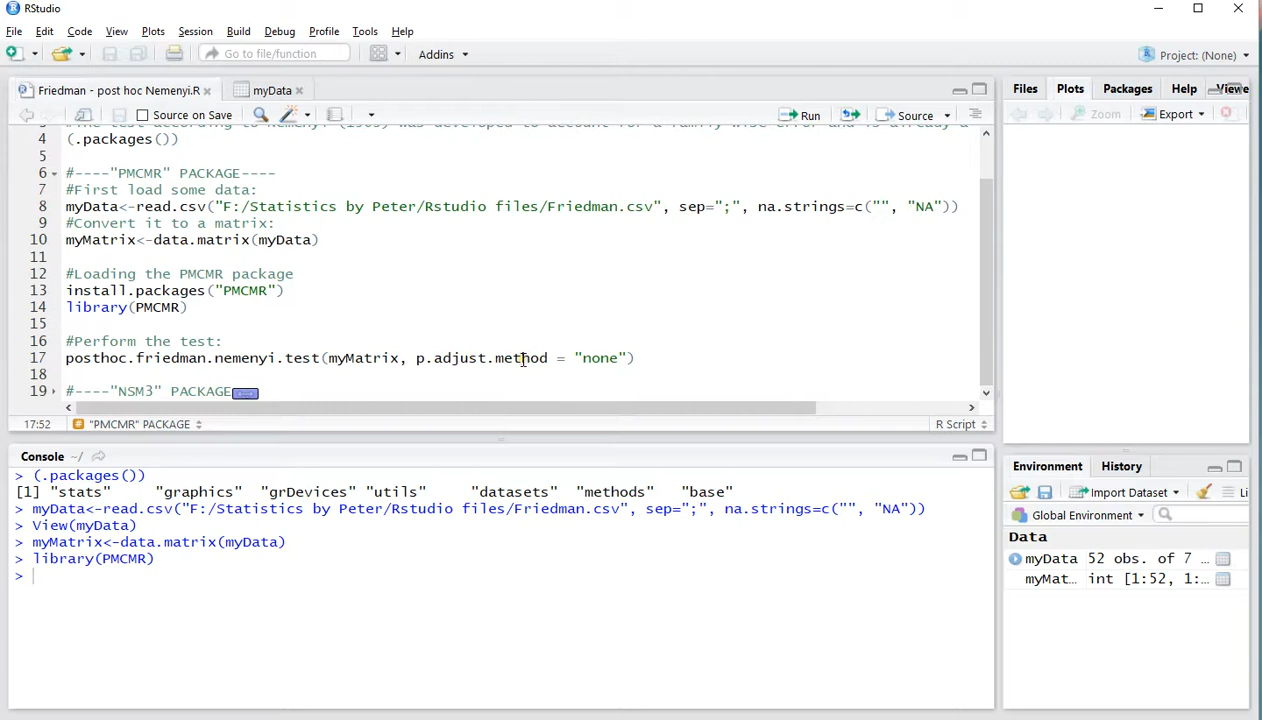 RStudio
File Edit Code View Plots Session Build Debug Profile Tools Help
Go to file/function Addins Project: (None)
Friedman - post hoc Nemenyi.R myData
Source on Save Run Source
4 (.packages())
5
6 #----"PMCMR" PACKAGE----
7 #First load some data:
8 myData<-read.csv("F:/Statistics by Peter/Rstudio files/Friedman.csv", sep=";", na.strings=c("", "NA"))
9 #Convert it to a matrix:
10 myMatrix<-data.matrix(myData)
11
12 #Loading the PMCMR package
13 install.packages("PMCMR")
14 library(PMCMR)
15
16 #Perform the test:
17 posthoc.friedman.nemenyi.test(myMatrix, p.adjust.method = "none")
18
19 #----"NSM3" PACKAGE
17:52 "PMCMR" PACKAGE R Script
Console ~/
> (.packages())
[1] "stats" "graphics" "grDevices" "utils" "datasets" "methods" "base"
> myData<-read.csv("F:/Statistics by Peter/Rstudio files/Friedman.csv", sep=";", na.strings=c("", "NA"))
> View(myData)
> myMatrix<-data.matrix(myData)
> library(PMCMR)
>
Files Plots Packages Help Viewe
Zoom Export
Environment History
Import Dataset Li
Global Environment
Data
myData 52 obs. of 7 …
myMat… int [1:52, 1:…